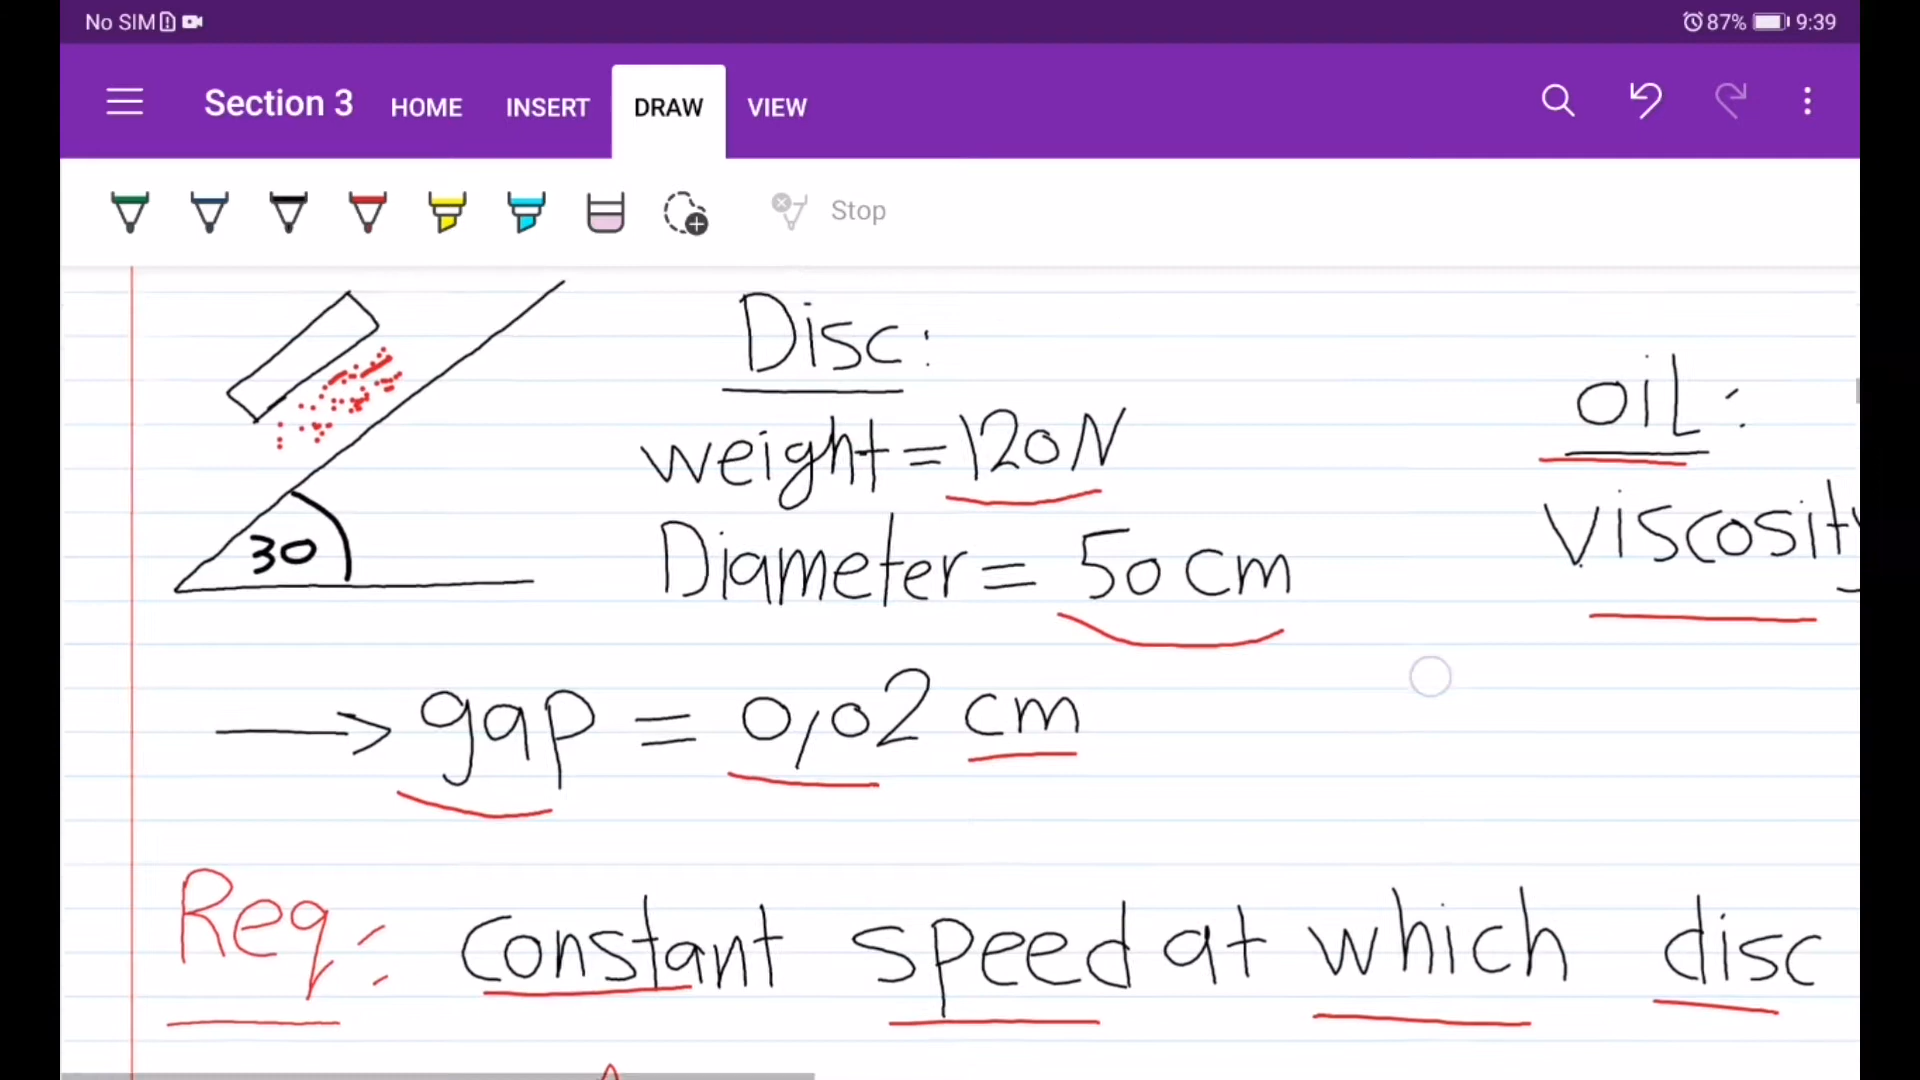 No SIM 87% 9:39
Section 3 HOME INSERT DRAW VIEW
Stop
Disc:
weight=120N
Diameter= 50 cm
30
OIL:
viscosity
gap = 0,02 cm
Req: constant speed at which disc